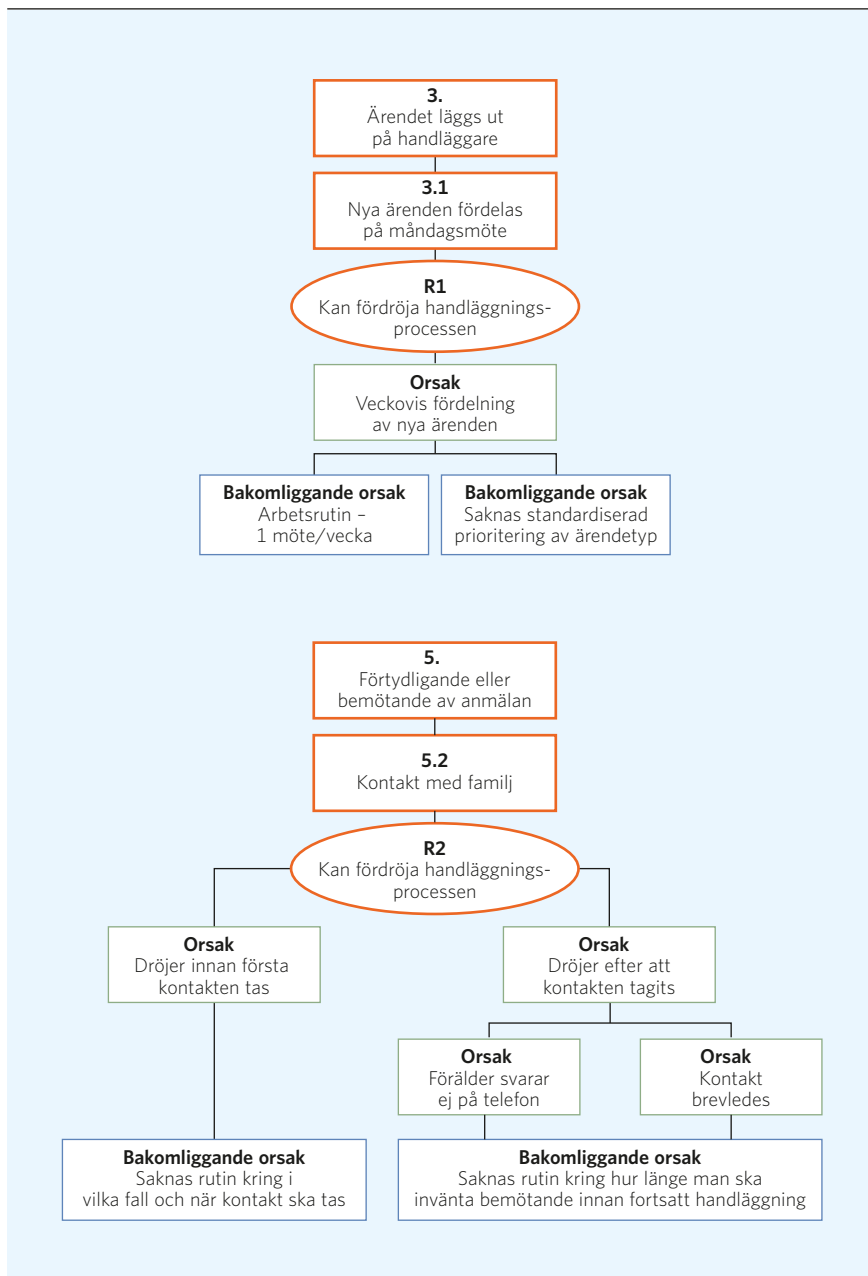 3.
Ärendet läggs ut
på handläggare
3.1
Nya ärenden fördelas
på måndagsmöte
R1
Kan fördröja handläggnings-
processen
Orsak
Veckovis fördelning
av nya ärenden
Bakomliggande orsak
Arbetsrutin –
1 möte/vecka
Bakomliggande orsak
Saknas standardiserad
prioritering av ärendetyp
5.
Förtydligande eller
bemötande av anmälan
5.2
Kontakt med familj
R2
Kan fördröja handläggnings-
processen
Orsak
Dröjer innan första
kontakten tas
Orsak
Dröjer efter att
kontakten tagits
Orsak
Förälder svarar
ej på telefon
Orsak
Kontakt
brevledes
Bakomliggande orsak
Saknas rutin kring i
vilka fall och när kontakt ska tas
Bakomliggande orsak
Saknas rutin kring hur länge man ska
invänta bemötande innan fortsatt handläggning